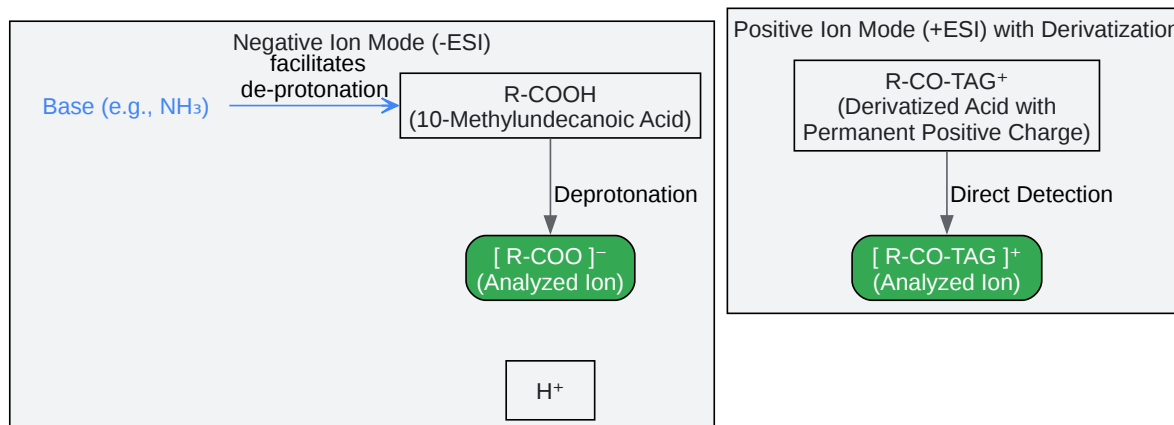 Negative Ion Mode (-ESI)
facilitates
de-protonation
Base (e.g., NH₃)
R-COOH
(10-Methylundecanoic Acid)
Deprotonation
[ R-COO ]⁻
(Analyzed Ion)
H⁺
Positive Ion Mode (+ESI) with Derivatization
R-CO-TAG⁺
(Derivatized Acid with
Permanent Positive Charge)
Direct Detection
[ R-CO-TAG ]⁺
(Analyzed Ion)